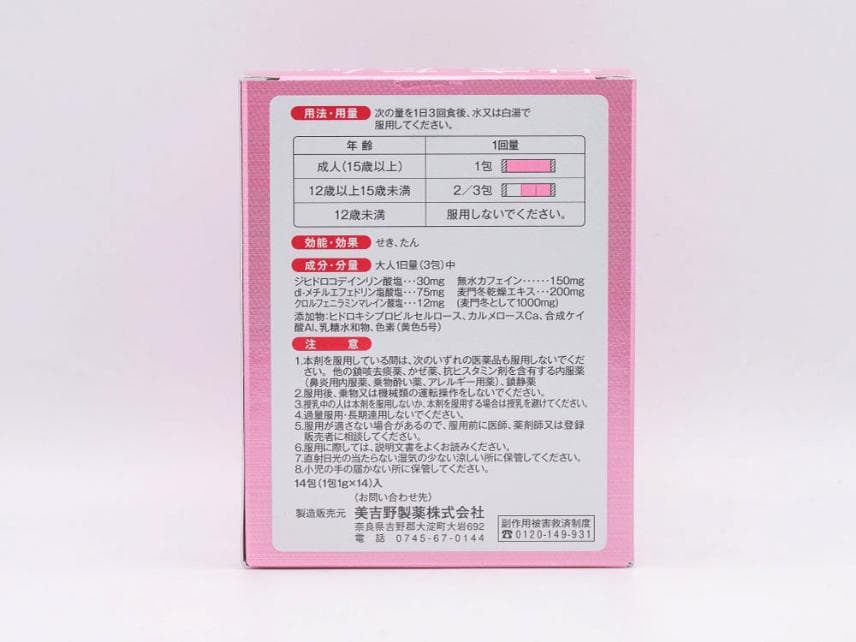 用法・用量 次の量を1日3回食後、水又は白湯で
服用してください。
年齢 1回量
成人(15歳以上) 1包
12歳以上15歳未満 2/3包
12歳未満 服用しないでください。
効能・効果 せき、たん
成分・分量 大人1日量(3包)中
ジヒドロコデインリン酸塩…30mg 無水カフェイン……150mg
dl-メチルエフェドリン塩酸塩…75mg 麦門冬乾燥エキス…200mg
クロルフェニラミンマレイン酸塩…12mg (麦門冬として1000mg)
添加物:ヒドロキシプロピルセルロース、カルメロースCa、合成ケイ
酸Al、乳糖水和物、色素(黄色5号)
注意
1.本剤を服用している間は、次のいずれの医薬品も服用しないでくだ
さい。他の鎮咳去痰薬、かぜ薬、抗ヒスタミン剤を含有する内服薬
(鼻炎用内服薬、乗物酔い薬、アレルギー用薬)、鎮静薬
2.服用後、乗物又は機械類の運転操作をしないでください。
3.授乳中の人は本剤を服用しないか、本剤を服用する場合は授乳を避けてください。
4.過量服用・長期連用しないでください。
5.服用が適さない場合があるので、服用前に医師、薬剤師又は登録
販売者に相談してください。
6.服用に際しては、説明文書をよくお読みください。
7.直射日光の当たらない湿気の少ない涼しい所に保管してください。
8.小児の手の届かない所に保管してください。
14包(1包1g×14)入
(お問い合わせ先)
製造販売元 美吉野製薬株式会社
奈良県吉野郡大淀町大岩692
電話 0745-67-0144
副作用被害救済制度
☎0120-149-931